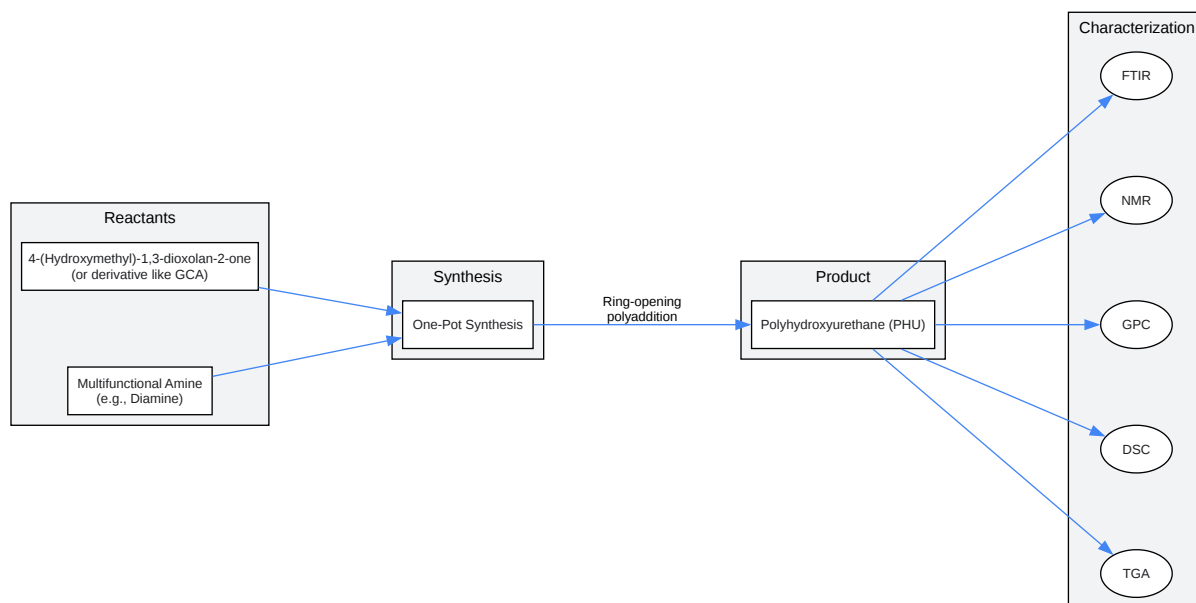 Reactants
4-(Hydroxymethyl)-1,3-dioxolan-2-one
(or derivative like GCA)
Multifunctional Amine
(e.g., Diamine)
Synthesis
One-Pot Synthesis
Ring-opening
polyaddition
Product
Polyhydroxyurethane (PHU)
Characterization
FTIR
NMR
GPC
DSC
TGA